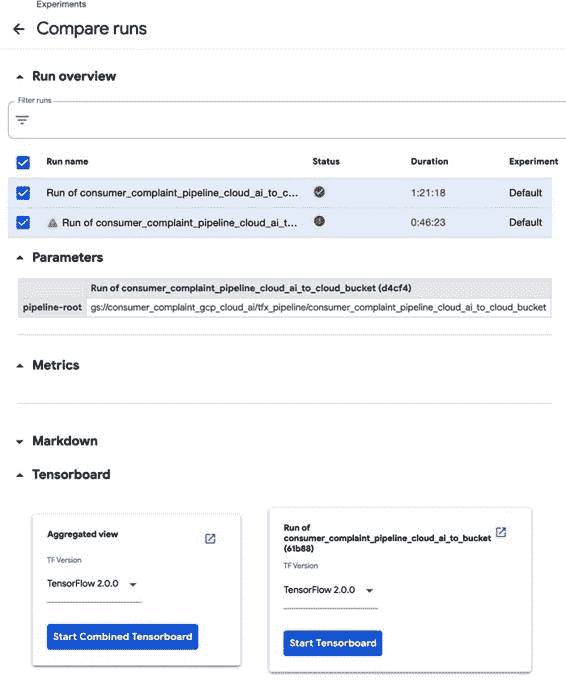 Experiments
Compare runs
Run overview
Filter runs
Run name Status Duration Experiment
Run of consumer_complaint_pipeline_cloud_ai_to_c... 1:21:18 Default
Run of consumer_complaint_pipeline_cloud_ai_t... 0:46:23 Default
Parameters
Run of consumer_complaint_pipeline_cloud_ai_to_cloud_bucket (d4cf4)
pipeline-root gs://consumer_complaint_gcp_cloud_ai/tfx_pipeline/consumer_complaint_pipeline_cloud_ai_to_cloud_bucket
Metrics
Markdown
Tensorboard
Aggregated view
TF Version
TensorFlow 2.0.0
Start Combined Tensorboard
Run of
consumer_complaint_pipeline_cloud_ai_to_bucket
(61b88)
TF Version
TensorFlow 2.0.0
Start Tensorboard